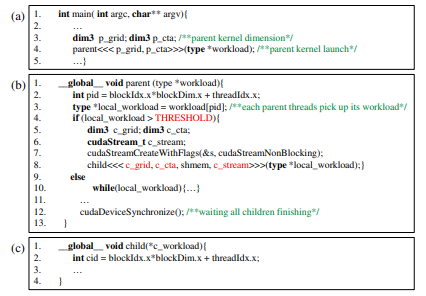 (a)
1. int main( int argc, char** argv){
2. ...
3. dim3 p_grid; dim3 p_cta; /**parent kernel dimension*/
4. parent<<< p_grid, p_cta>>>(type *workload); /**parent kernel launch*/
5. ...}
(b)
1. __global__ void parent (type *workload){
2. int pid = blockIdx.x*blockDim.x + threadIdx.x;
3. type *local_workload = workload[pid]; /**each parent threads pick up its workload*/
4. if (local_workload > THRESHOLD){
5. dim3 c_grid; dim3 c_cta;
6. cudaStream_t c_stream;
7. cudaStreamCreateWithFlags(&s, cudaStreamNonBlocking);
8. child<<< c_grid, c_cta, shmem, c_stream>>>(type *local_workload);}
9. else
10. while(local_workload){...}
11. ...
12. cudaDeviceSynchronize(); /**waiting all children finishing*/
13. }
(c)
1. __global__ void child(*c_workload){
2. int cid = blockIdx.x*blockDim.x + threadIdx.x;
3. ...
4. }